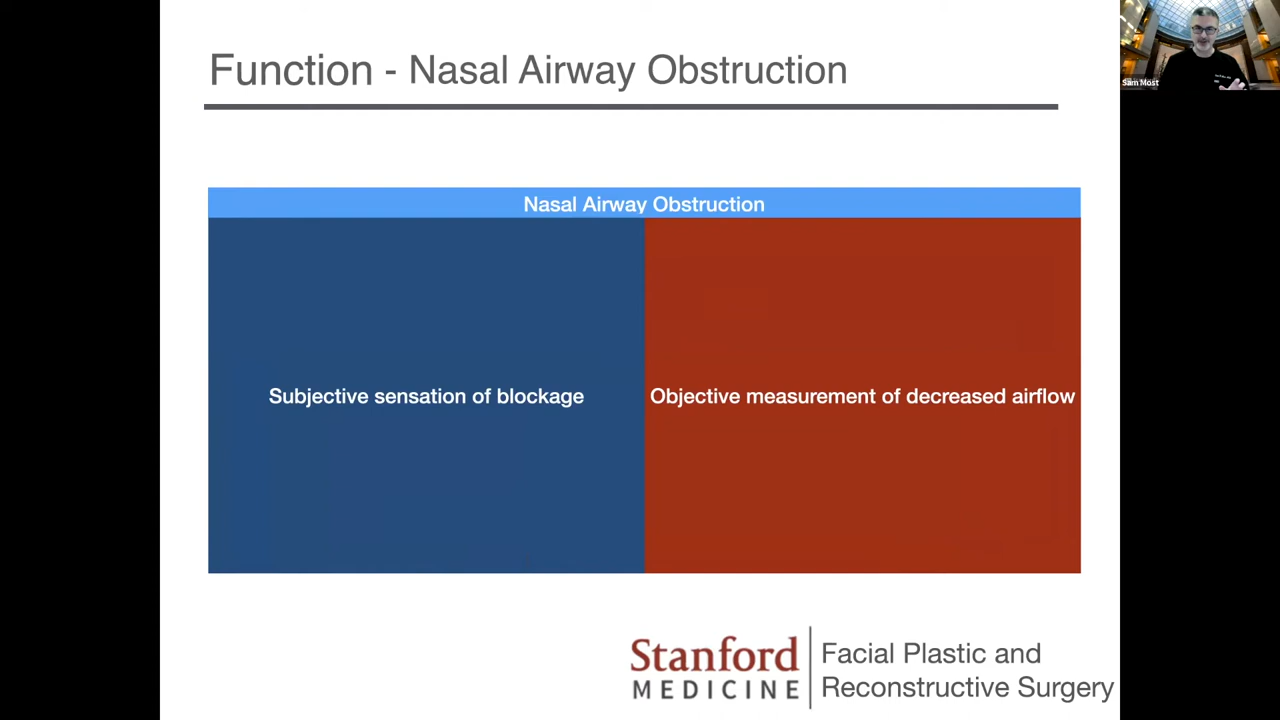 Function - Nasal Airway Obstruction
Sam Most
Nasal Airway Obstruction
Subjective sensation of blockage
Objective measurement of decreased airflow
Stanford
MEDICINE
Facial Plastic and
Reconstructive Surgery